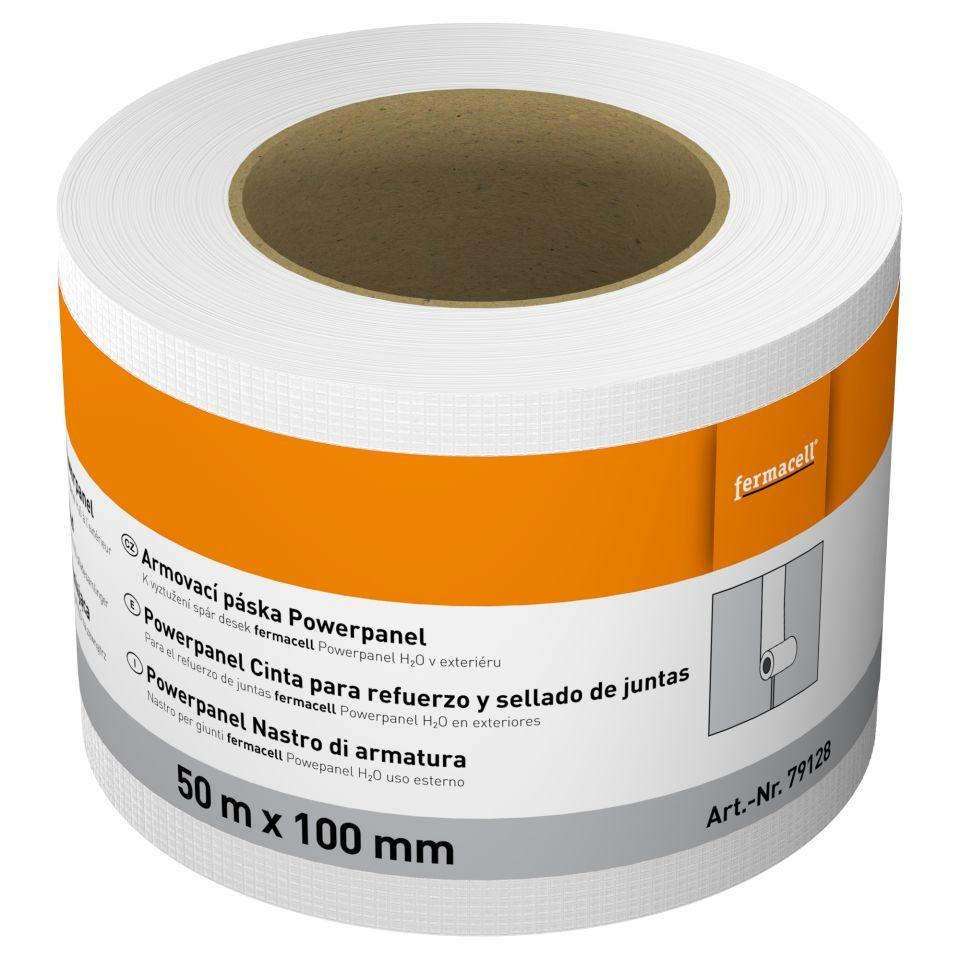 fermacell®
CZ Armovací páska Powerpanel
K vyztužení spár desek fermacell Powerpanel H₂O v exteriéru
E Powerpanel Cinta para refuerzo y sellado de juntas
Para el refuerzo de juntas fermacell Powerpanel H₂O en exteriores
I Powerpanel Nastro di armatura
Nastro per giunti fermacell Powepanel H₂O uso esterno
50 m x 100 mm
Art.-Nr. 79128